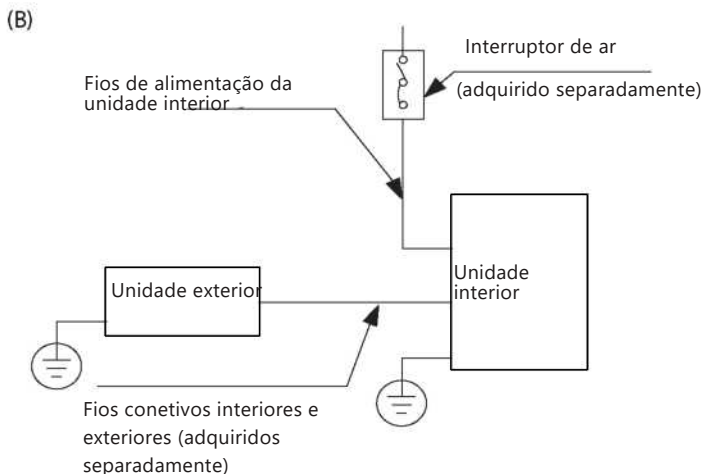 (B)
Interruptor de ar
(adquirido separadamente)
Fios de alimentação da
unidade interior
Unidade exterior
Unidade
interior
Fios conetivos interiores e
exteriores (adquiridos
separadamente)